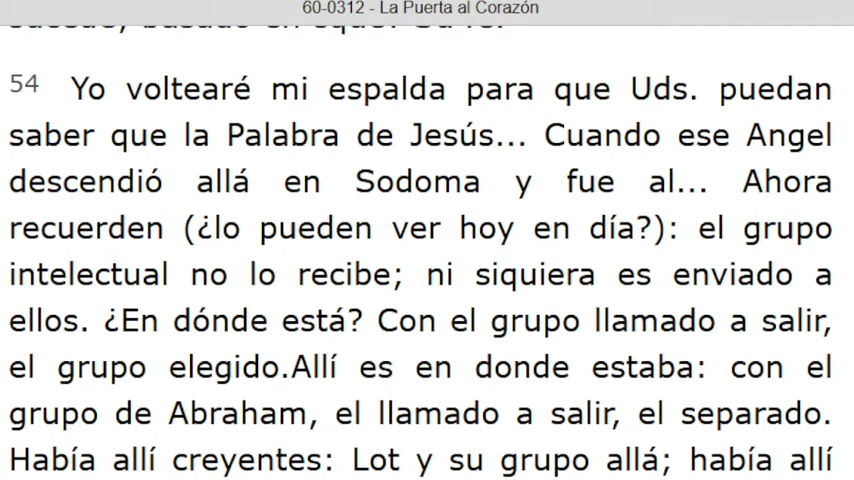 60-0312 - La Puerta al Corazón
54 Yo voltearé mi espalda para que Uds. puedan
saber que la Palabra de Jesús... Cuando ese Angel
descendió allá en Sodoma y fue al... Ahora
recuerden (¿lo pueden ver hoy en día?): el grupo
intelectual no lo recibe; ni siquiera es enviado a
ellos. ¿En dónde está? Con el grupo llamado a salir,
el grupo elegido.Allí es en donde estaba: con el
grupo de Abraham, el llamado a salir, el separado.
Había allí creyentes: Lot y su grupo allá; había allí